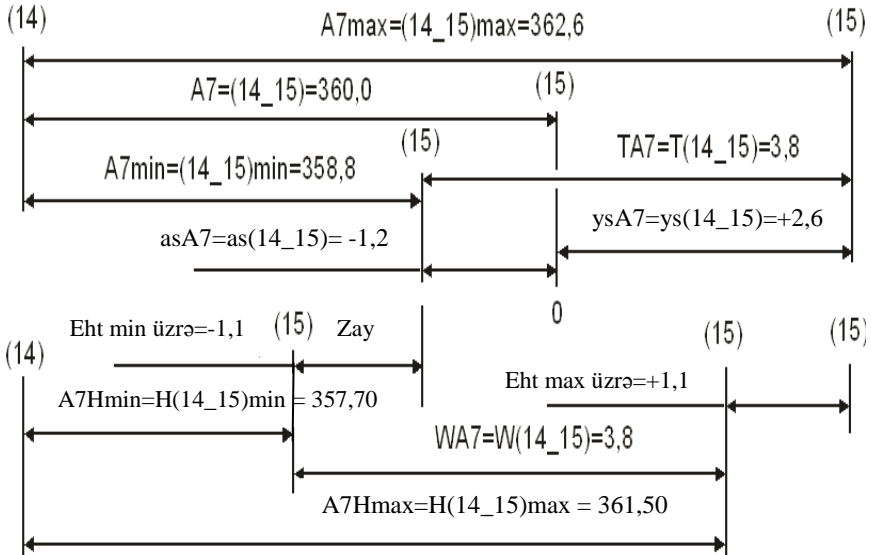 (14) A7max=(14_15)max=362,6 (15)
A7=(14_15)=360,0 (15)
(15) TA7=T(14_15)=3,8
A7min=(14_15)min=358,8
ysA7=ys(14_15)=+2,6
asA7=as(14_15)= -1,2
0
Eht min üzrə=-1,1 (15) Zay (15) (15)
(14)
Eht max üzrə=+1,1
A7Hmin=H(14_15)min = 357,70
WA7=W(14_15)=3,8
A7Hmax=H(14_15)max = 361,50